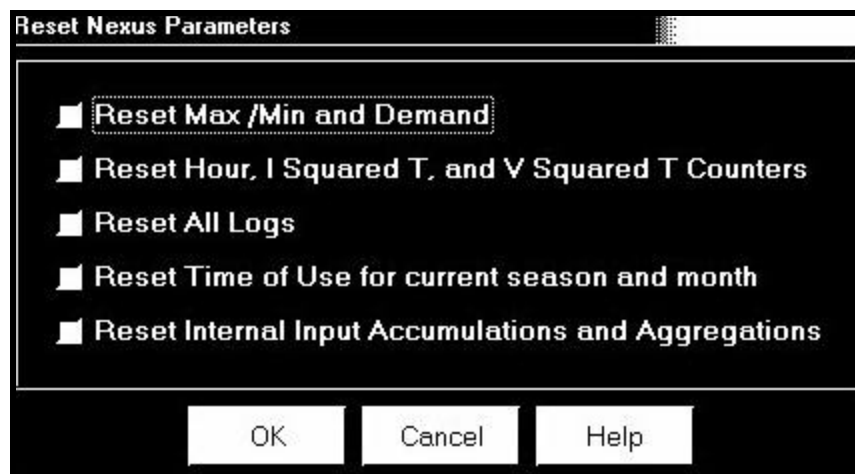 Reset Nexus Parameters
Reset Max /Min and Demand
Reset Hour, I Squared T, and V Squared T Counters
Reset All Logs
Reset Time of Use for current season and month
Reset Internal Input Accumulations and Aggregations
OK Cancel Help